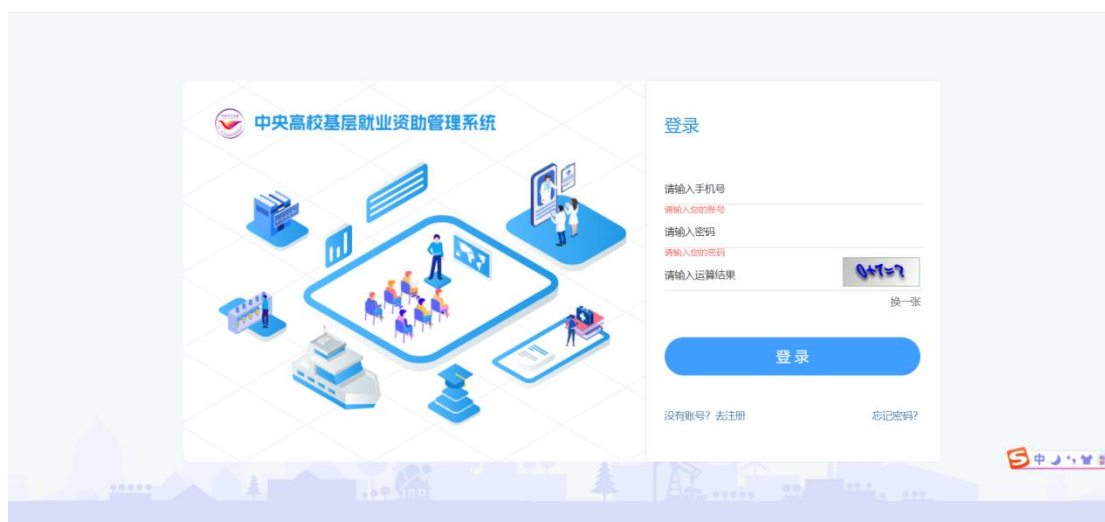 中央高校基层就业资助管理系统
登录
请输入手机号
请输入您的账号
请输入密码
请输入您的密码
请输入运算结果
0+7=?
换一张
登录
没有账号？去注册
忘记密码？
中